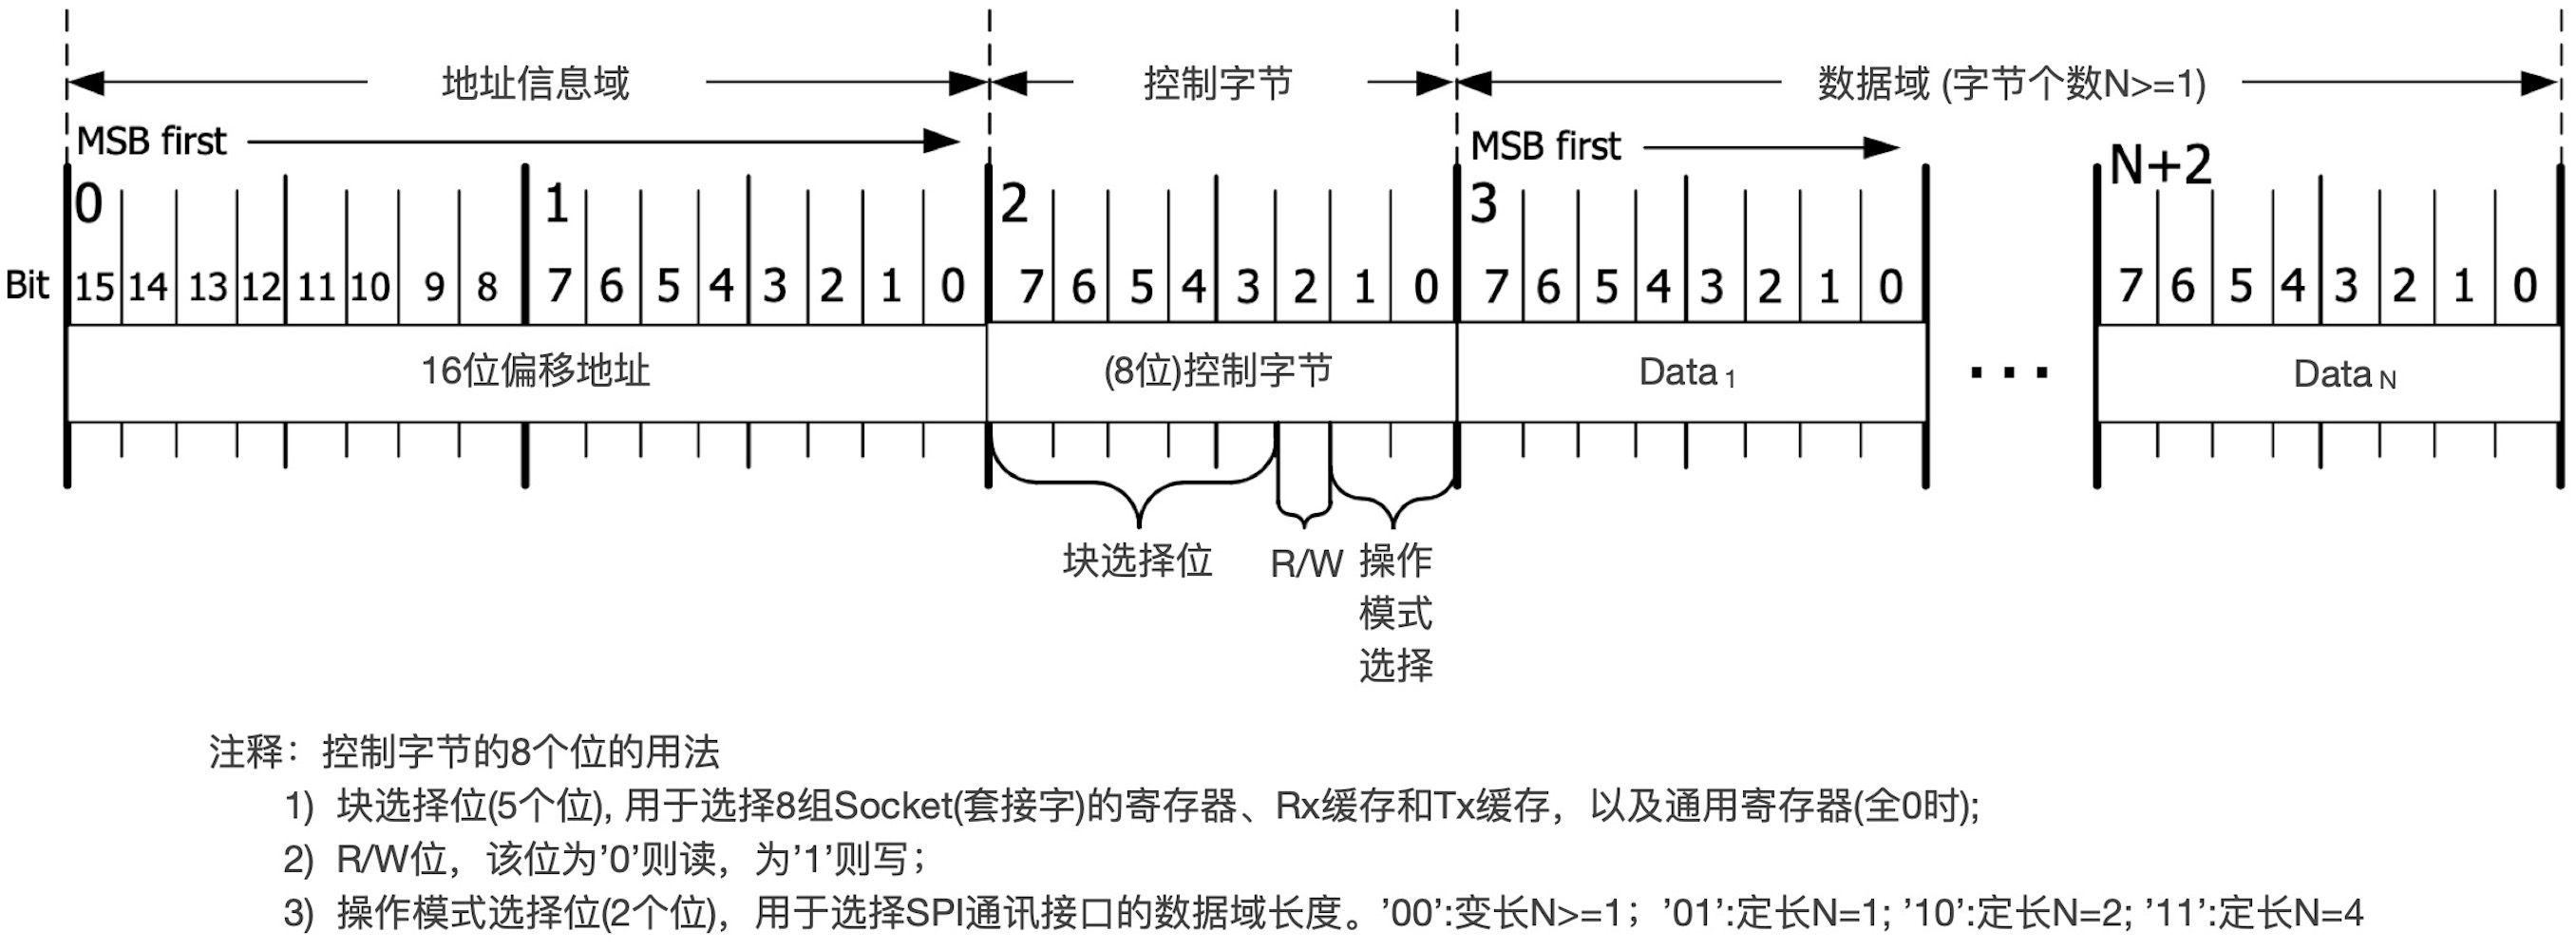 地址信息域 控制字节 数据域 (字节个数N>=1)
MSB first MSB first
0 1 2 3 N+2
Bit 15 14 13 12 11 10 9 8 7 6 5 4 3 2 1 0 7 6 5 4 3 2 1 0 7 6 5 4 3 2 1 0 7 6 5 4 3 2 1 0
16位偏移地址 (8位)控制字节 Data 1 ... Data N
块选择位 R/W 操作
模式
选择
注释：控制字节的8个位的用法
1) 块选择位(5个位), 用于选择8组Socket(套接字)的寄存器、Rx缓存和Tx缓存，以及通用寄存器(全0时);
2) R/W位，该位为’0’则读，为’1’则写；
3) 操作模式选择位(2个位)，用于选择SPI通讯接口的数据域长度。’00’:变长N>=1；’01’:定长N=1; ’10’:定长N=2; ’11’:定长N=4